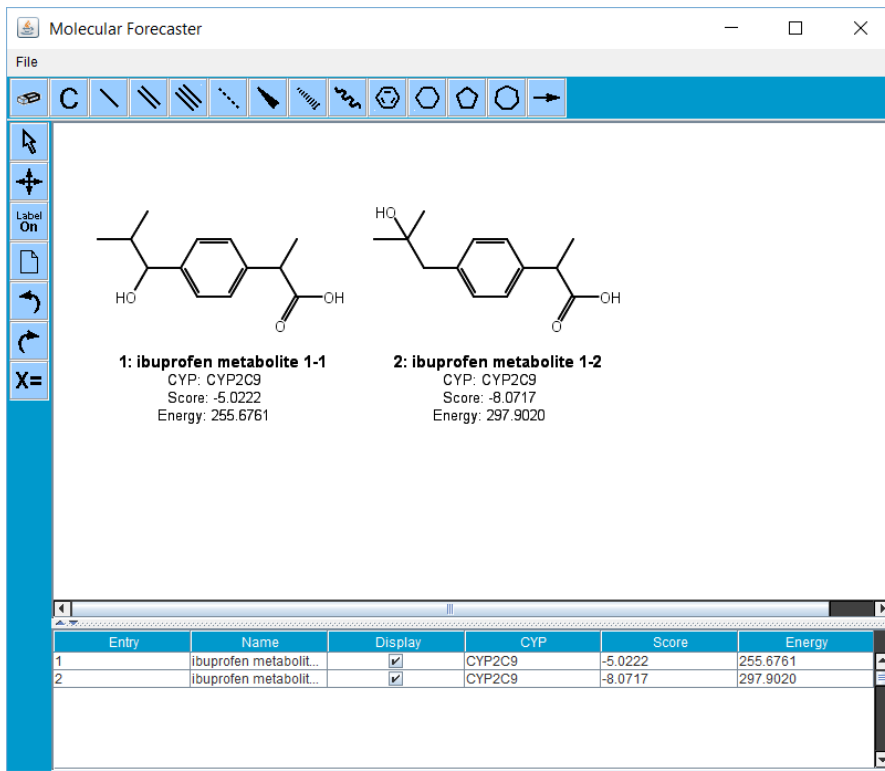 Molecular Forecaster
File
C
Label
On
X=
HO
OH
O
HO
OH
O
1: ibuprofen metabolite 1-1
CYP: CYP2C9
Score: -5.0222
Energy: 255.6761
2: ibuprofen metabolite 1-2
CYP: CYP2C9
Score: -8.0717
Energy: 297.9020
Entry Name Display CYP Score Energy
1 ibuprofen metabolit... CYP2C9 -5.0222 255.6761
2 ibuprofen metabolit... CYP2C9 -8.0717 297.9020